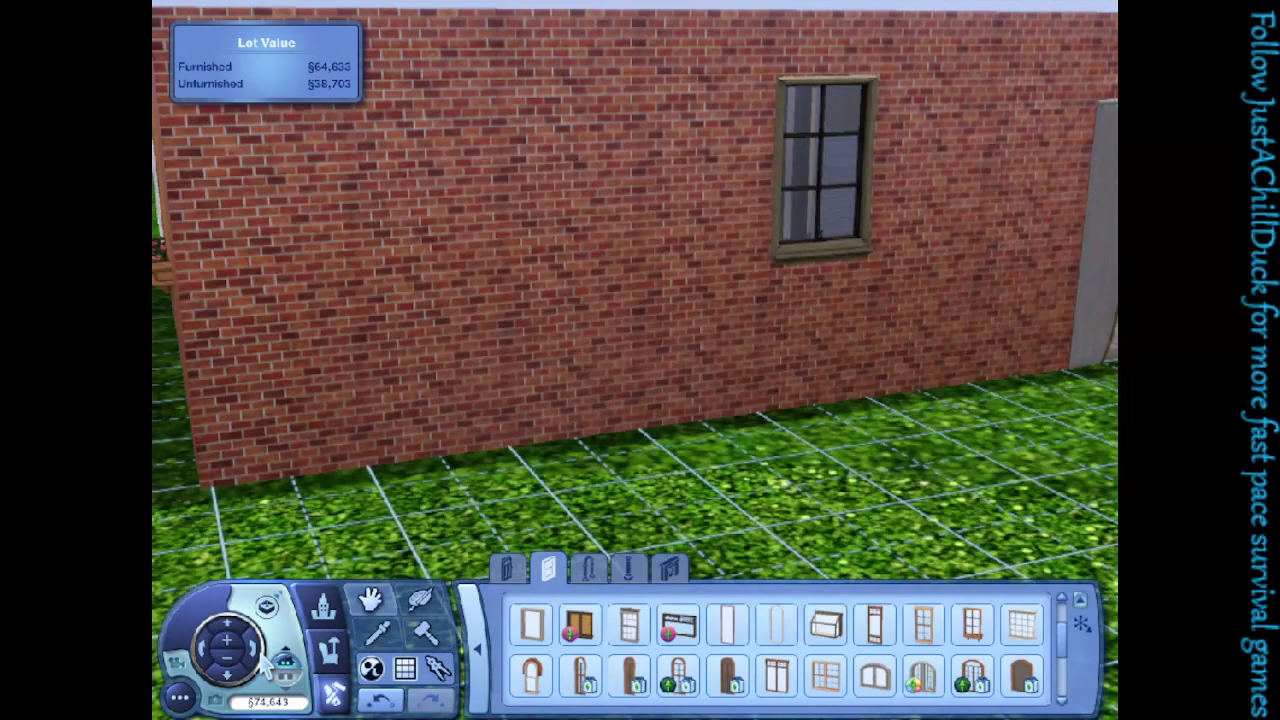 Lot Value
Furnished §64,633
Unfurnished §38,703
§74,643
Follow JustAChillDuck for more fast pace survival games